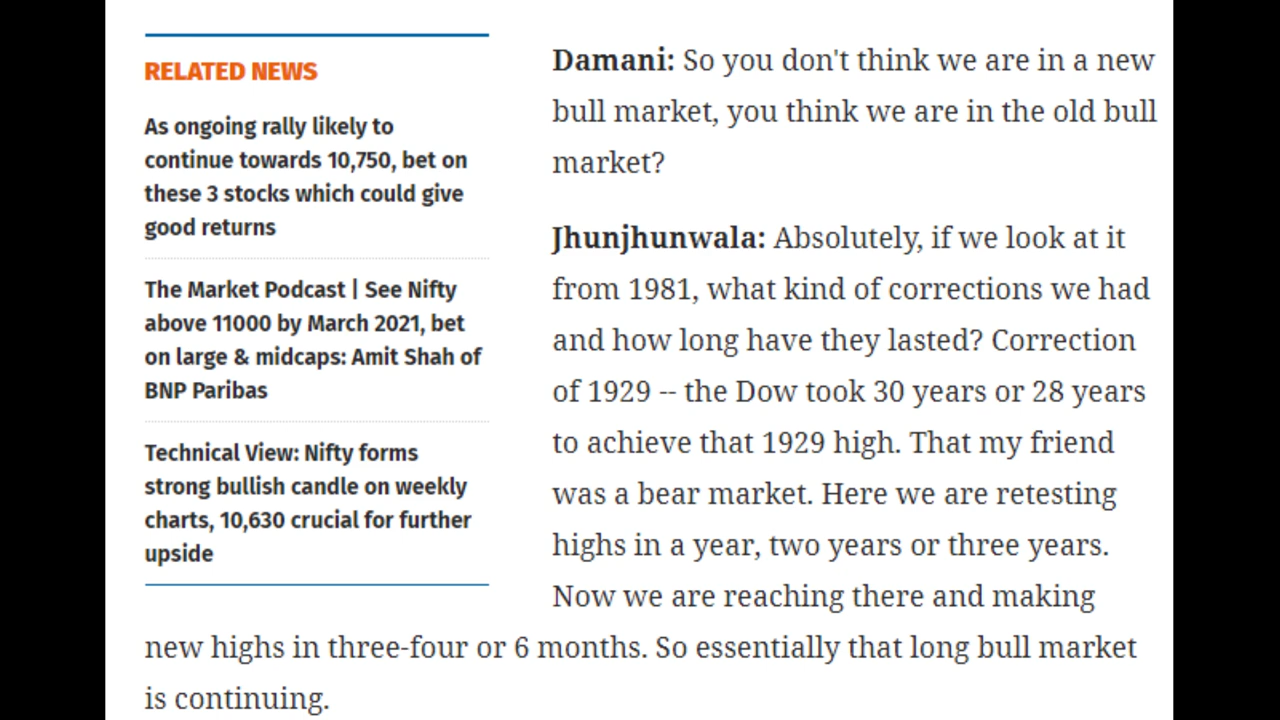 RELATED NEWS
As ongoing rally likely to
continue towards 10,750, bet on
these 3 stocks which could give
good returns
The Market Podcast | See Nifty
above 11000 by March 2021, bet
on large & midcaps: Amit Shah of
BNP Paribas
Technical View: Nifty forms
strong bullish candle on weekly
charts, 10,630 crucial for further
upside
Damani: So you don't think we are in a new
bull market, you think we are in the old bull
market?
Jhunjhunwala: Absolutely, if we look at it
from 1981, what kind of corrections we had
and how long have they lasted? Correction
of 1929 -- the Dow took 30 years or 28 years
to achieve that 1929 high. That my friend
was a bear market. Here we are retesting
highs in a year, two years or three years.
Now we are reaching there and making
new highs in three-four or 6 months. So essentially that long bull market
is continuing.